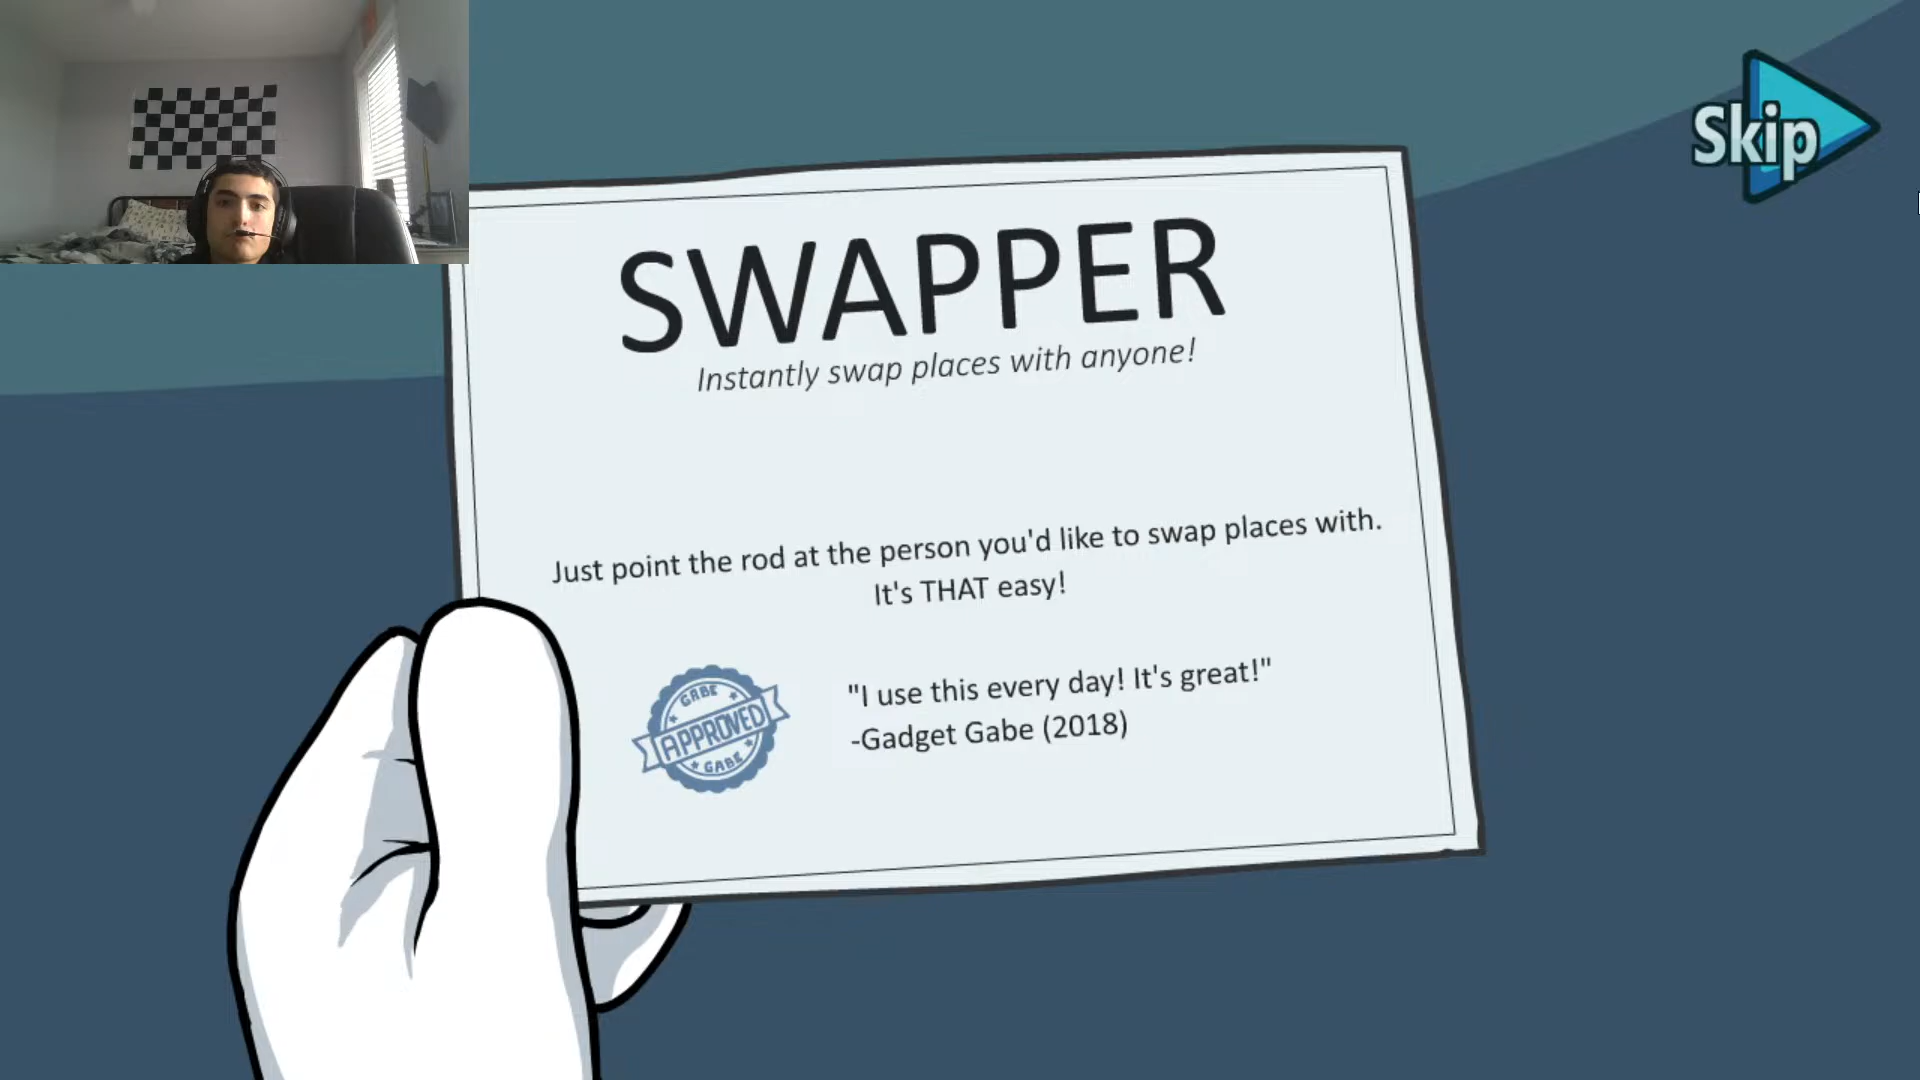 Skip
SWAPPER
Instantly swap places with anyone!
Just point the rod at the person you'd like to swap places with.
It's THAT easy!
GABE
APPROVED
GABE
"I use this every day! It's great!"
-Gadget Gabe (2018)